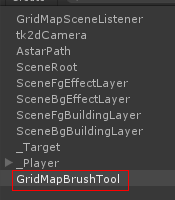 GridMapSceneListener
tk2dCamera
AstarPath
SceneRoot
SceneFgEffectLayer
SceneBgEffectLayer
SceneFgBuildingLayer
SceneBgBuildingLayer
_Target
_Player
GridMapBrushTool